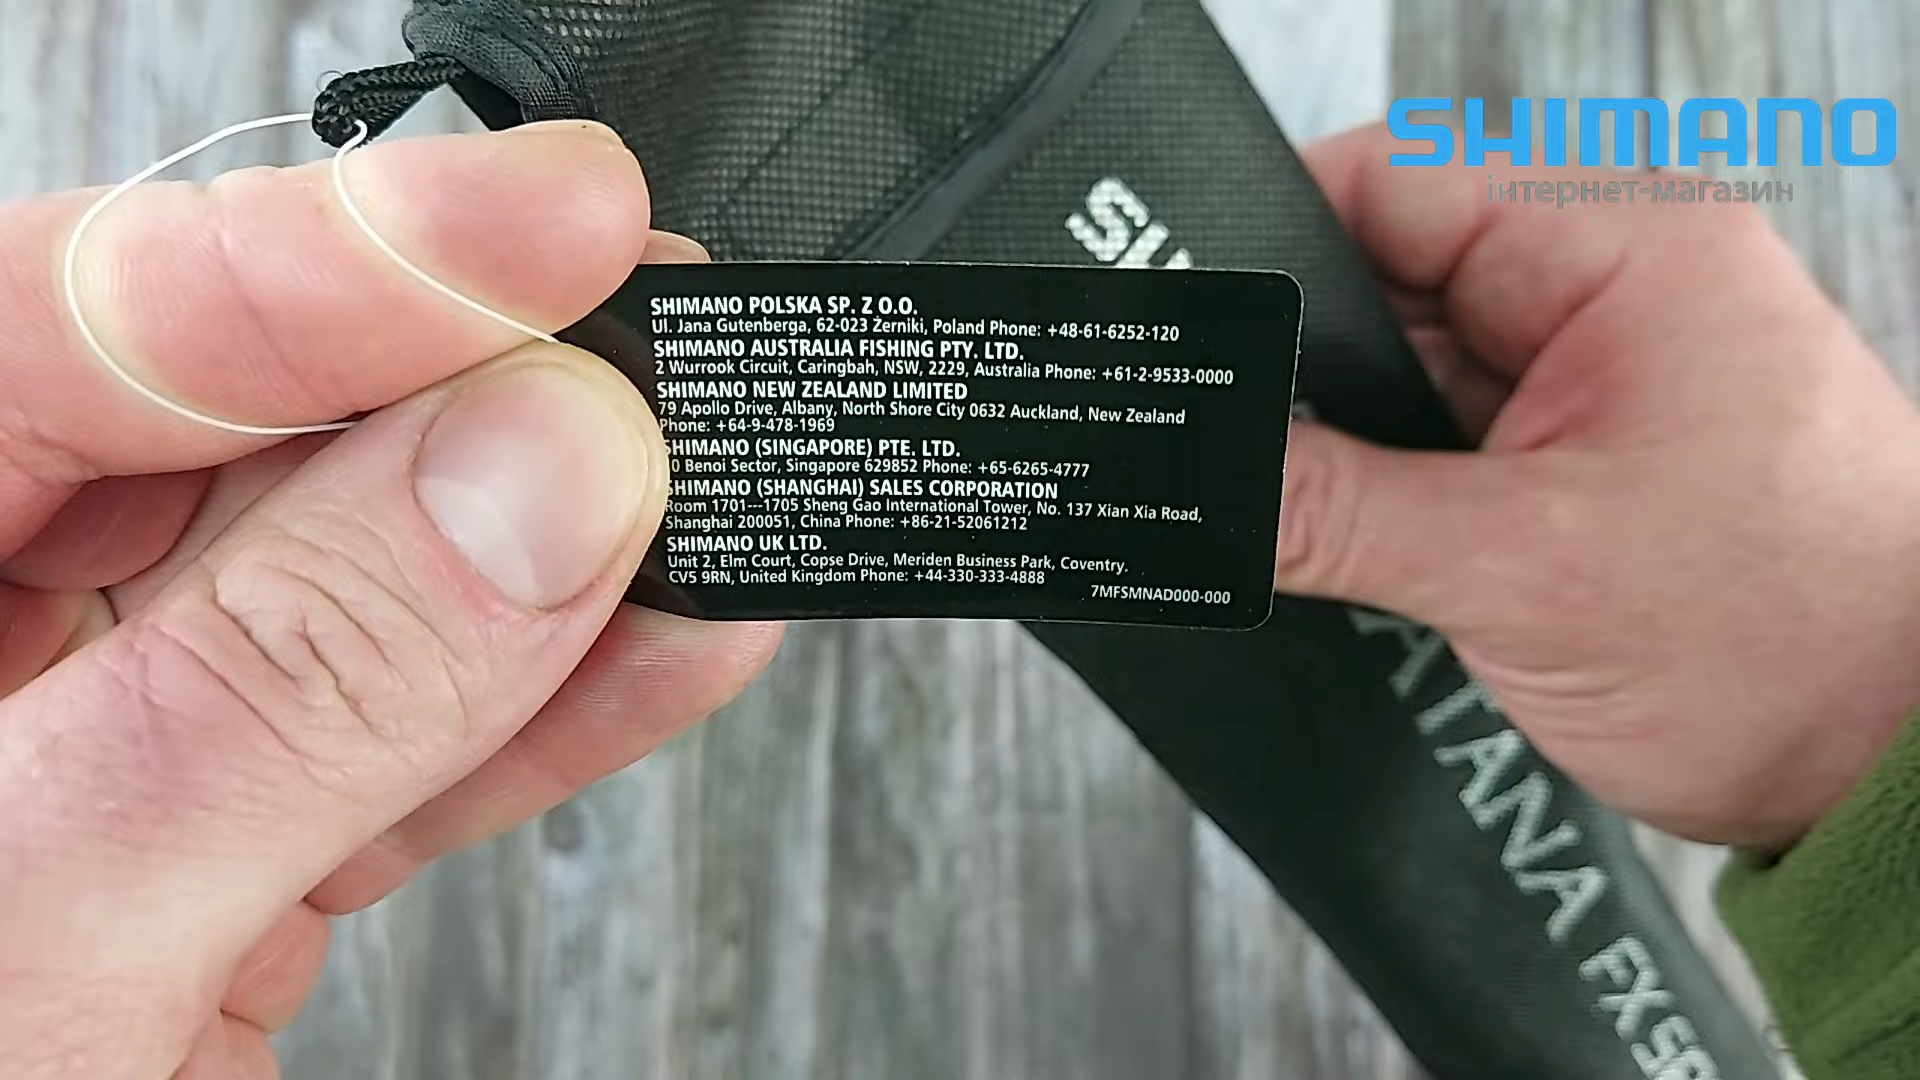 SHIMANO
інтернет-магазин
SHIMANO POLSKA SP. Z O.O.
Ul. Jana Gutenberga, 62-023 Żerniki, Poland Phone: +48-61-6252-120
SHIMANO AUSTRALIA FISHING PTY. LTD.
2 Wurrook Circuit, Caringbah, NSW, 2229, Australia Phone: +61-2-9533-0000
SHIMANO NEW ZEALAND LIMITED
79 Apollo Drive, Albany, North Shore City 0632 Auckland, New Zealand
Phone: +64-9-478-1969
SHIMANO (SINGAPORE) PTE. LTD.
0 Benoi Sector, Singapore 629852 Phone: +65-6265-4777
SHIMANO (SHANGHAI) SALES CORPORATION
Room 1701---1705 Sheng Gao International Tower, No. 137 Xian Xia Road,
Shanghai 200051, China Phone: +86-21-52061212
SHIMANO UK LTD.
Unit 2, Elm Court, Copse Drive, Meriden Business Park, Coventry.
CV5 9RN, United Kingdom Phone: +44-330-333-4888
7MFSMNAD000-000
ATANA FX